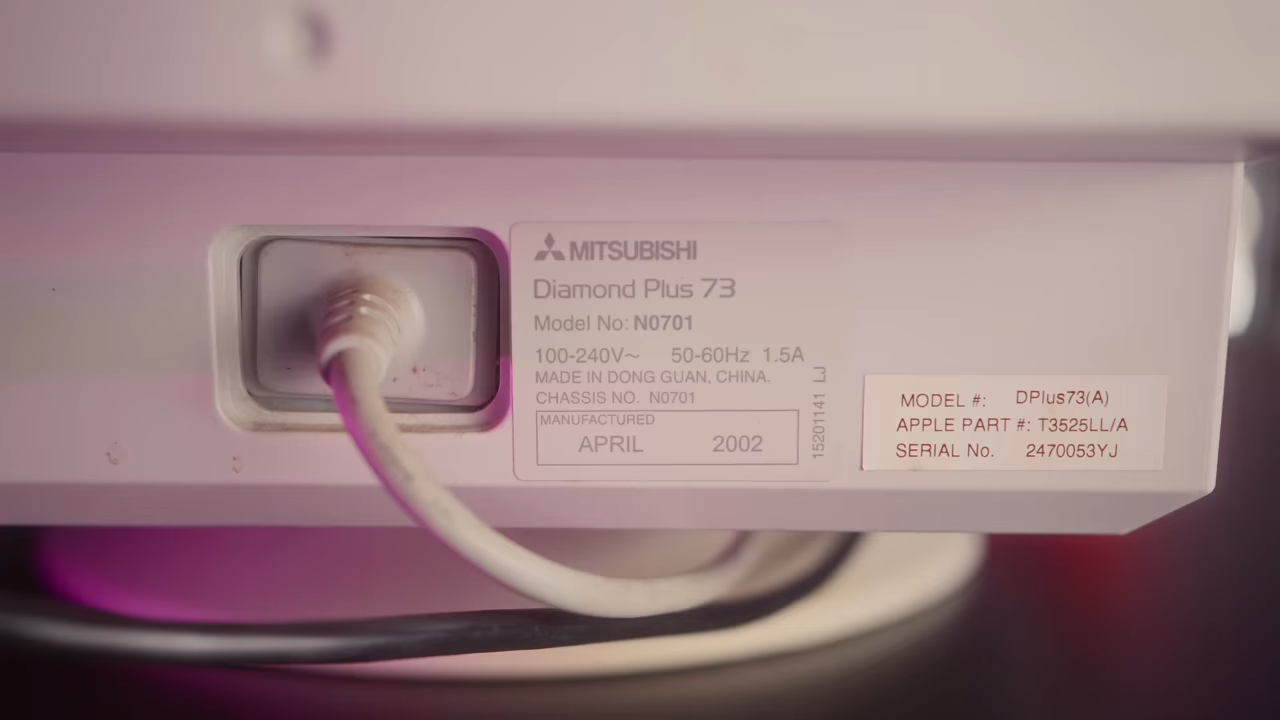 MITSUBISHI
Diamond Plus 73
Model No: N0701
100-240V~ 50-60Hz 1.5A
MADE IN DONG GUAN, CHINA.
CHASSIS NO. N0701
MANUFACTURED
APRIL 2002
15201141 LJ
MODEL #: DPlus73(A)
APPLE PART #: T3525LL/A
SERIAL No. 2470053YJ